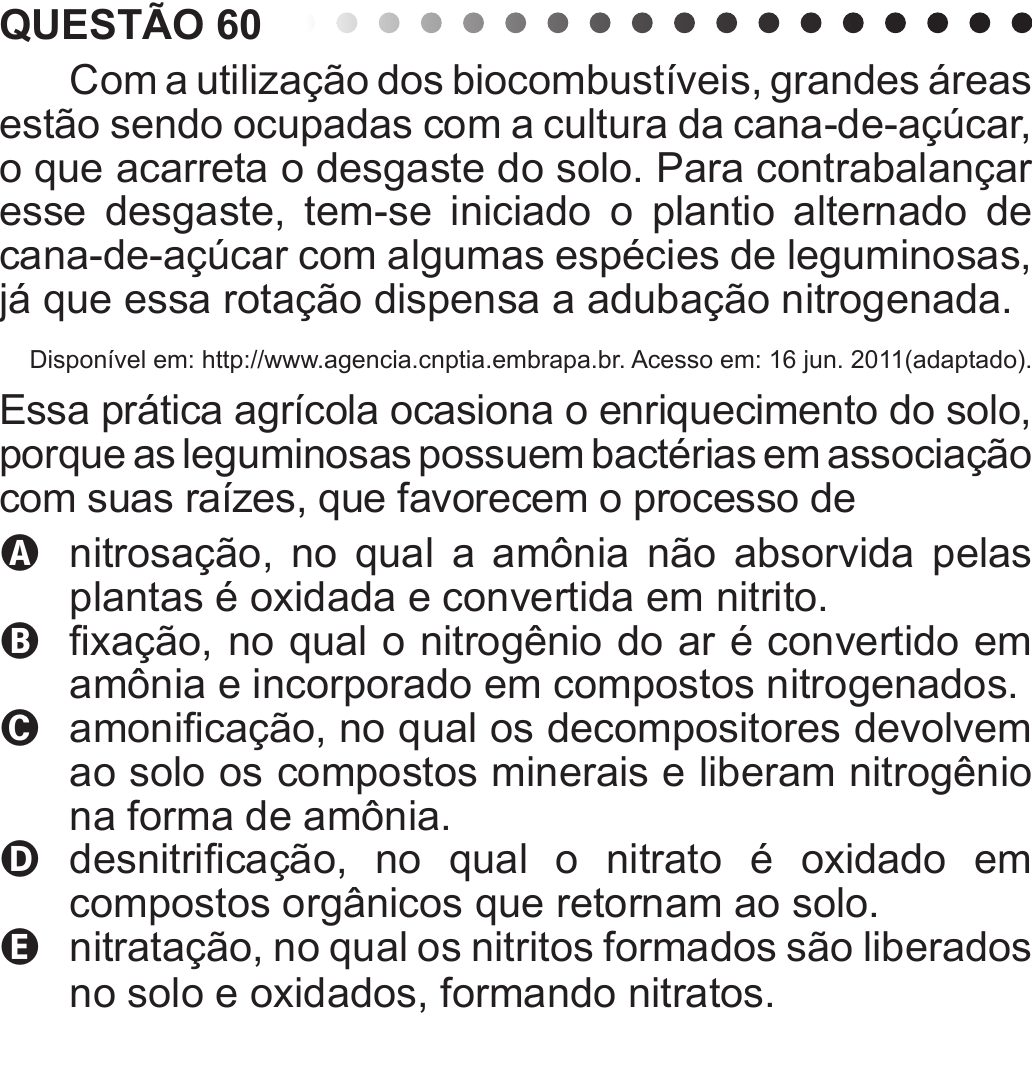 QUESTÃO 60
Com a utilização dos biocombustíveis, grandes áreas
estão sendo ocupadas com a cultura da cana-de-açúcar,
o que acarreta o desgaste do solo. Para contrabalançar
esse desgaste, tem-se iniciado o plantio alternado de
cana-de-açúcar com algumas espécies de leguminosas,
já que essa rotação dispensa a adubação nitrogenada.
Disponível em: http://www.agencia.cnptia.embrapa.br. Acesso em: 16 jun. 2011(adaptado).
Essa prática agrícola ocasiona o enriquecimento do solo,
porque as leguminosas possuem bactérias em associação
com suas raízes, que favorecem o processo de
A nitrosação, no qual a amônia não absorvida pelas
plantas é oxidada e convertida em nitrito.
B fixação, no qual o nitrogênio do ar é convertido em
amônia e incorporado em compostos nitrogenados.
C amonificação, no qual os decompositores devolvem
ao solo os compostos minerais e liberam nitrogênio
na forma de amônia.
D desnitrificação, no qual o nitrato é oxidado em
compostos orgânicos que retornam ao solo.
E nitratação, no qual os nitritos formados são liberados
no solo e oxidados, formando nitratos.